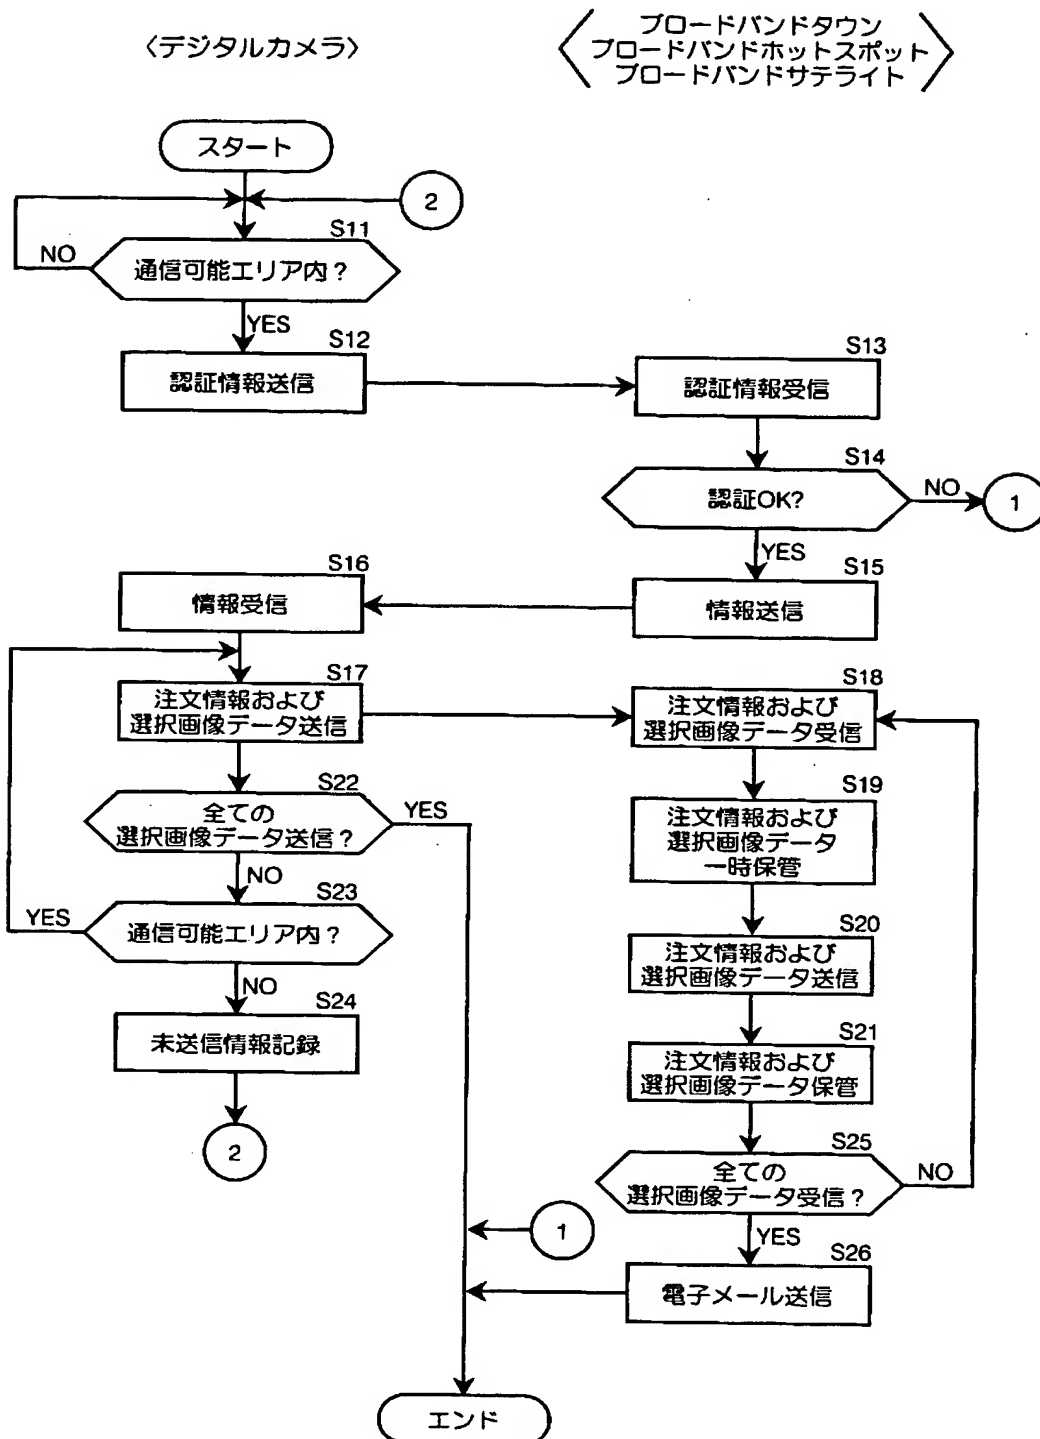 〈デジタルカメラ〉
ブロードバンドタウン
ブロードバンドホットスポット
ブロードバンドサテライト
スタート
2
S11
通信可能エリア内？
NO
YES
S12
認証情報送信
S13
認証情報受信
S14
認証OK?
NO
1
YES
S15
情報送信
S16
情報受信
S17
注文情報および
選択画像データ送信
S18
注文情報および
選択画像データ受信
S22
全ての
選択画像データ送信？
YES
NO
S19
注文情報および
選択画像データ
一時保管
S23
通信可能エリア内？
YES
NO
S20
注文情報および
選択画像データ送信
S24
未送信情報記録
2
S21
注文情報および
選択画像データ保管
S25
全ての
選択画像データ受信？
NO
YES
1
S26
電子メール送信
エンド